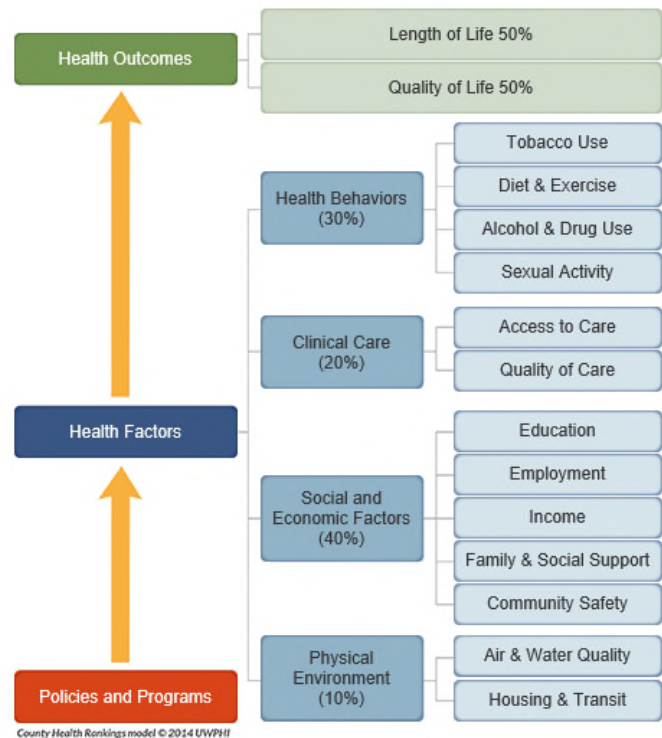 Health Outcomes
Length of Life 50%
Quality of Life 50%
Health Behaviors
(30%)
Tobacco Use
Diet & Exercise
Alcohol & Drug Use
Sexual Activity
Clinical Care
(20%)
Access to Care
Quality of Care
Health Factors
Social and
Economic Factors
(40%)
Education
Employment
Income
Family & Social Support
Community Safety
Physical
Environment
(10%)
Air & Water Quality
Housing & Transit
Policies and Programs
County Health Rankings model © 2014 UWPHI